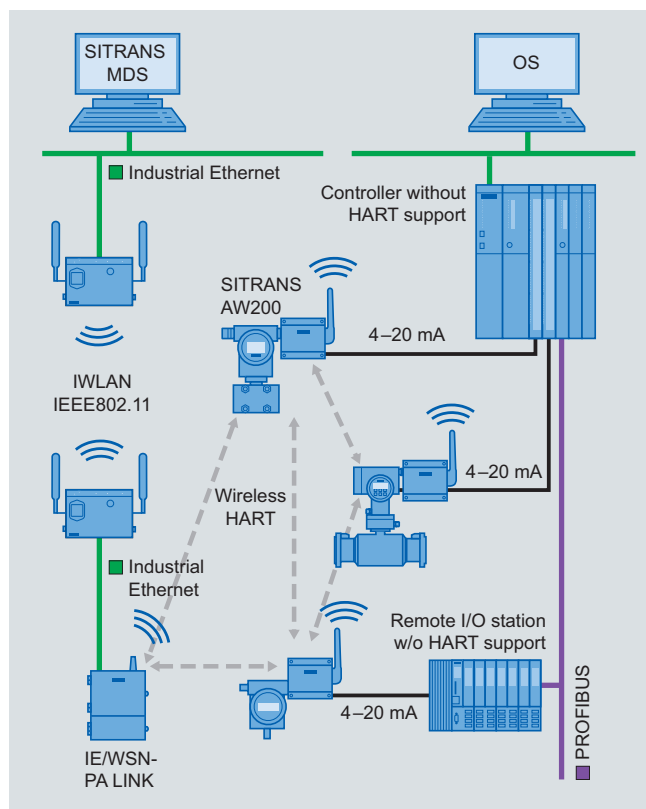 SITRANS
MDS
OS
Industrial Ethernet
Controller without
HART support
SITRANS
AW200
4–20 mA
IWLAN
IEEE802.11
4–20 mA
Wireless
HART
Industrial
Ethernet
Remote I/O station
w/o HART support
4–20 mA
IE/WSN-
PA LINK
PROFIBUS